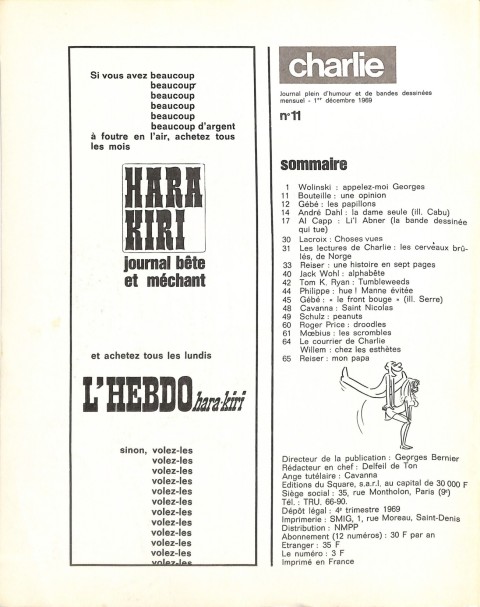 Si vous avez beaucoup
beaucoup
beaucoup
beaucoup
beaucoup
beaucoup d'argent
à foutre en l'air, achetez tous
les mois
HARA
KIRI
journal bête
et méchant
et achetez tous les lundis
L'HEBDO hara-kiri
sinon, volez-les
volez-les
volez-les
volez-les
volez-les
volez-les
volez-les
volez-les
volez-les
volez-les
volez-les
volez-les
charlie
Journal plein d'humour et de bandes dessinées
mensuel - 1er décembre 1969
n°11
sommaire
1 Wolinski : appelez-moi Georges
11 Bouteille : une opinion
12 Gébé : les papillons
14 André Dahl : la dame seule (ill. Cabu)
17 Al Capp : Li'l Abner (la bande dessinée
qui tue)
30 Lacroix : Choses vues
31 Les lectures de Charlie : les cerveaux brû-
lés, de Norge
33 Reiser : une histoire en sept pages
40 Jack Wohl : alphabête
42 Tom K. Ryan : Tumbleweeds
44 Philippe : hue ! Manne évitée
45 Gébé : « le front bouge » (ill. Serre)
48 Cavanna : Saint Nicolas
49 Schulz : peanuts
60 Roger Price : droodles
61 Mœbius : les scrombles
64 Le courrier de Charlie
Willem : chez les esthètes
65 Reiser : mon papa
Directeur de la publication : Georges Bernier
Rédacteur en chef : Delfeil de Ton
Ange tutélaire : Cavanna
Editions du Square, s.a.r.l. au capital de 30 000 F
Siège social : 35, rue Montholon, Paris (9e)
Tél. : TRU. 66-90.
Dépôt légal : 4e trimestre 1969
Imprimerie : SMIG, 1, rue Moreau, Saint-Denis
Distribution : NMPP
Abonnement (12 numéros) : 30 F par an
Etranger : 35 F
Le numéro : 3 F
Imprimé en France